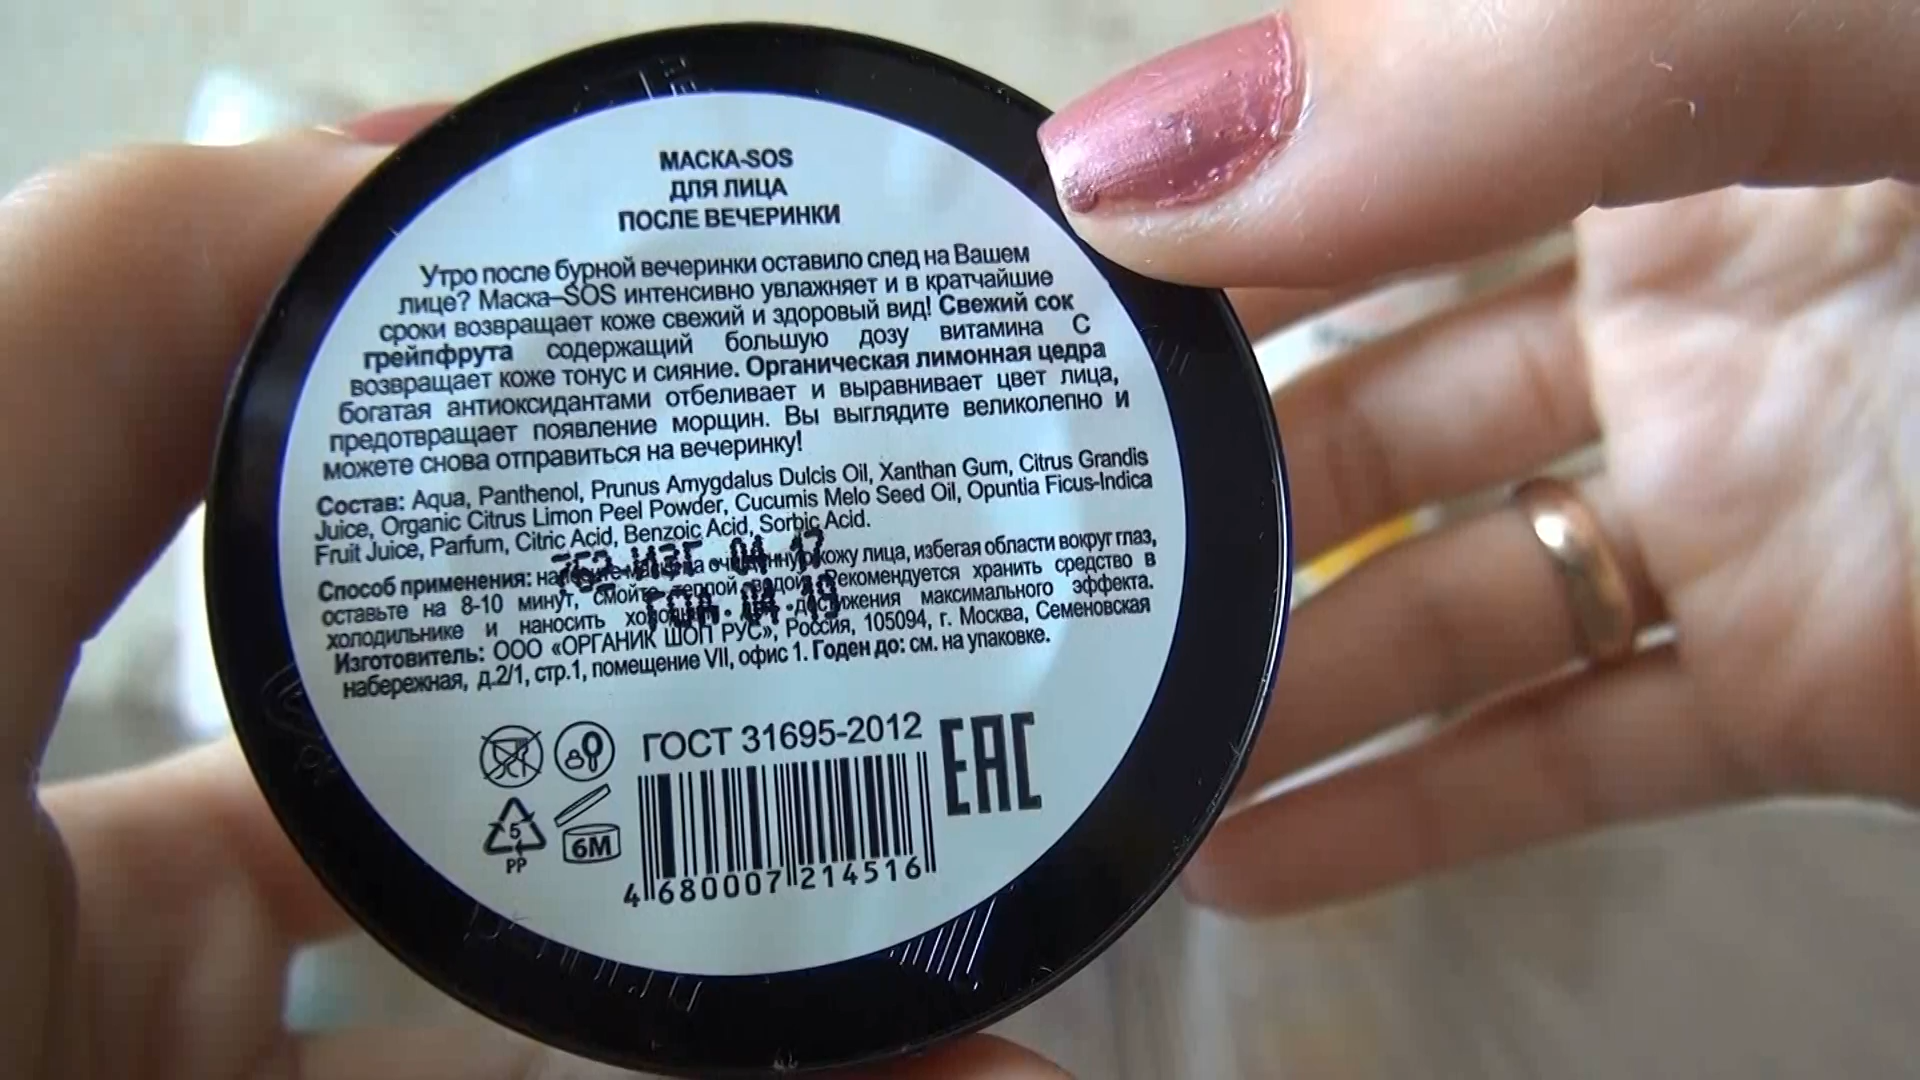 МАСКА-SOS
ДЛЯ ЛИЦА
ПОСЛЕ ВЕЧЕРИНКИ
Утро после бурной вечеринки оставило след на Вашем
лице? Маска–SOS интенсивно увлажняет и в кратчайшие
сроки возвращает коже свежий и здоровый вид! Свежий сок
грейпфрута содержащий большую дозу витамина С
возвращает коже тонус и сияние. Органическая лимонная цедра
богатая антиоксидантами отбеливает и выравнивает цвет лица,
предотвращает появление морщин. Вы выглядите великолепно и
можете снова отправиться на вечеринку!
Состав: Aqua, Panthenol, Prunus Amygdalus Dulcis Oil, Xanthan Gum, Citrus Grandis
Juice, Organic Citrus Limon Peel Powder, Cucumis Melo Seed Oil, Opuntia Ficus-Indica
Fruit Juice, Parfum, Citric Acid, Benzoic Acid, Sorbic Acid.
752 ИЗГ. 04.17
Способ применения: на очищенную кожу лица, избегая области вокруг глаз,
оставьте на 8-10 минут, смойте теплой водой. Рекомендуется хранить средство в
холодильнике и наносить достижения максимального эффекта.
04.19
Изготовитель: ООО «ОРГАНИК ШОП РУС», Россия, 105094, г. Москва, Семеновская
набережная, д.2/1, стр.1, помещение VII, офис 1. Годен до: см. на упаковке.
ГОСТ 31695-2012
EAC
5
PP
6M
4 680007 214516